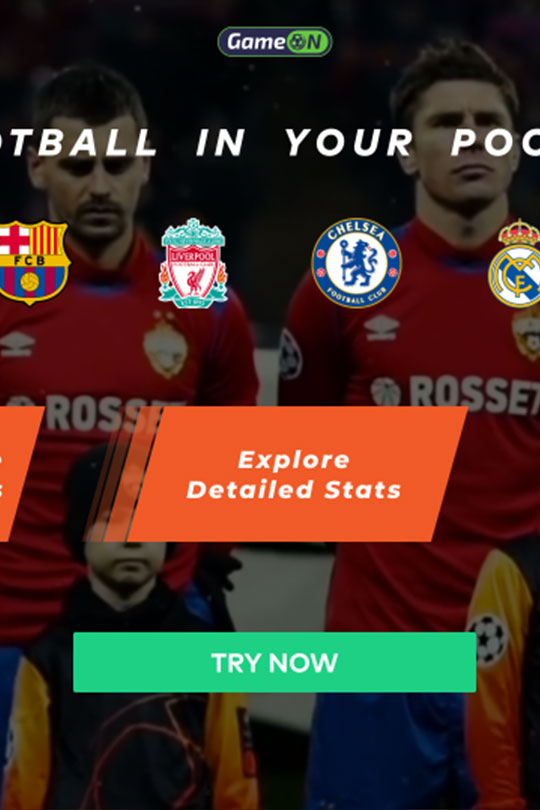 GameON
OTBALL IN YOUR POC
FCB
LIVERPOOL
FOOTBALL CLUB
CHELSEA
FOOTBALL CLUB
ROSSET
ROSSET
Explore
Detailed Stats
TRY NOW